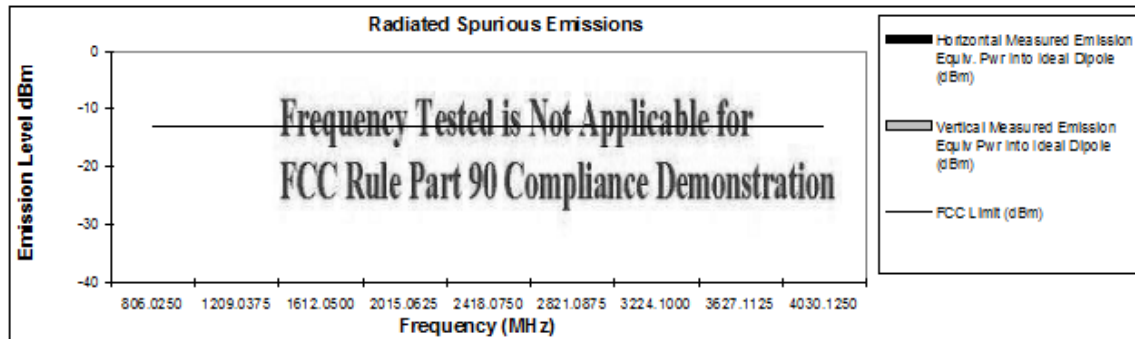 Radiated Spurious Emissions
Emission Level dBm
0
-10
-20
-30
-40
Frequency Tested is Not Applicable for
FCC Rule Part 90 Compliance Demonstration
806.0250 1209.0375 1612.0500 2015.0625 2418.0750 2821.0875 3224.1000 3627.1125 4030.1250
Frequency (MHz)
Horizontal Measured Emission
Equiv. Pwr Into Ideal Dipole
(dBm)
Vertical Measured Emission
Equiv Pwr Into Ideal Dipole
(dBm)
FCC Limit (dBm)